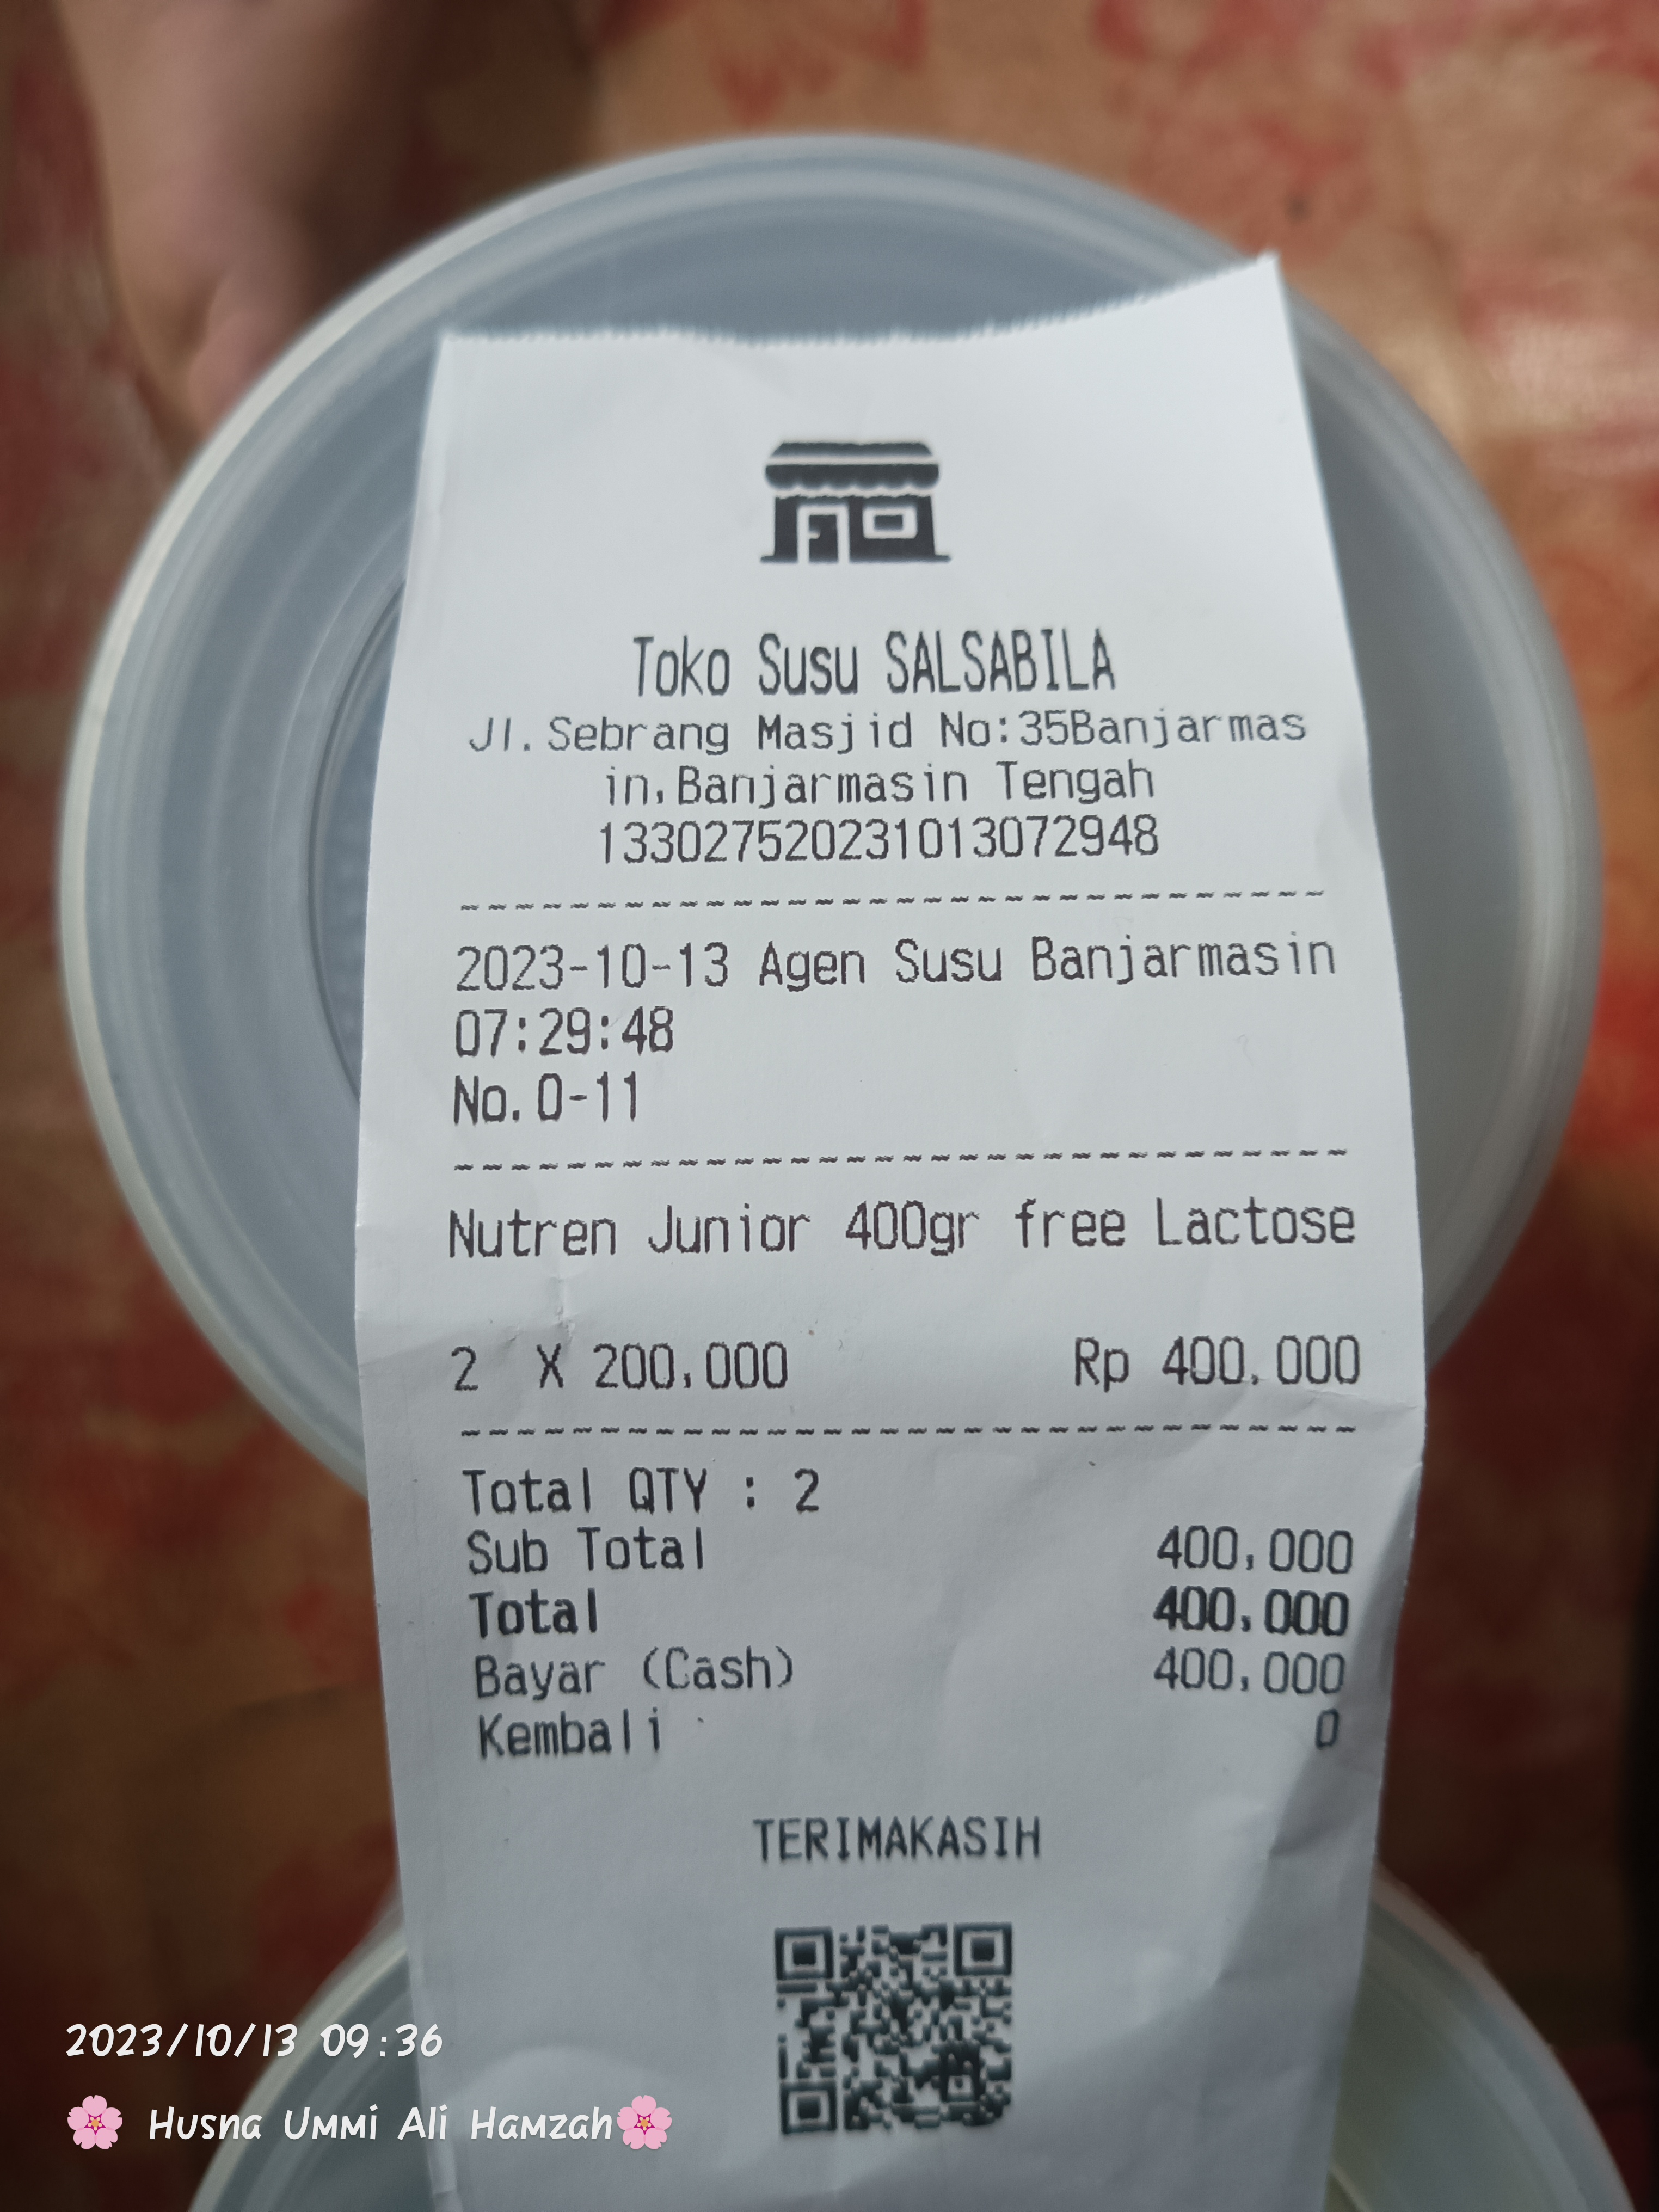 Toko Susu SALSABILA
Jl.Sebrang Masjid No:35Banjarmas
in,Banjarmasin Tengah
133027520231013072948
2023-10-13 Agen Susu Banjarmasin
07:29:48
No.0-11
Nutren Junior 400gr free Lactose
2 X 200,000 Rp 400,000
Total QTY : 2
Sub Total 400,000
Total 400,000
Bayar (Cash) 400,000
Kembali 0
TERIMAKASIH
2023/10/13 09:36
🌸 Husna Ummi Ali Hamzah🌸